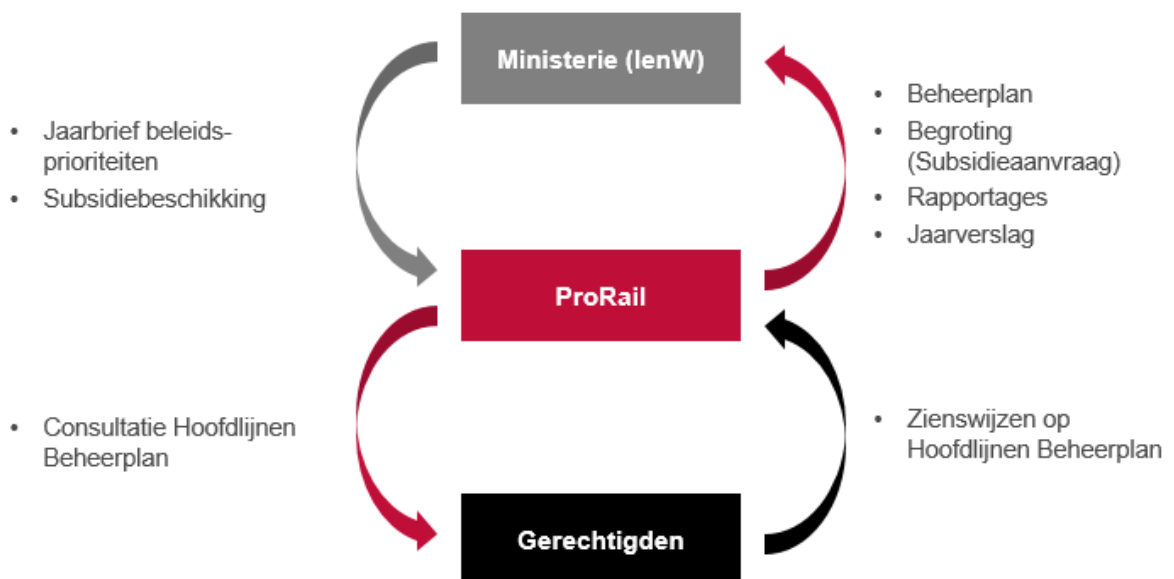 Ministerie (IenW)
• Jaarbrief beleids-
prioriteiten
• Subsidiebeschikking
• Beheerplan
• Begroting
(Subsidieaanvraag)
• Rapportages
• Jaarverslag
ProRail
• Consultatie Hoofdlijnen
Beheerplan
• Zienswijzen op
Hoofdlijnen Beheerplan
Gerechtigden